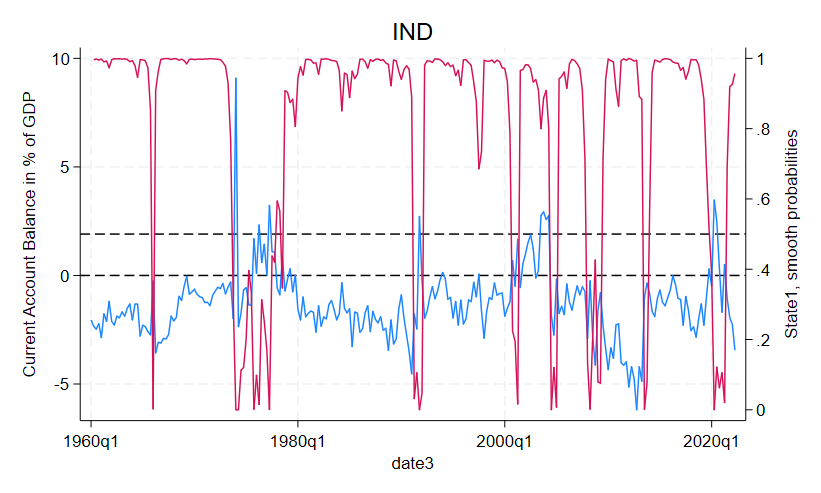 IND
Current Account Balance in % of GDP
10
5
0
-5
1
.8
.6
.4
.2
0
State1, smooth probabilities
1960q1
1980q1
2000q1
2020q1
date3